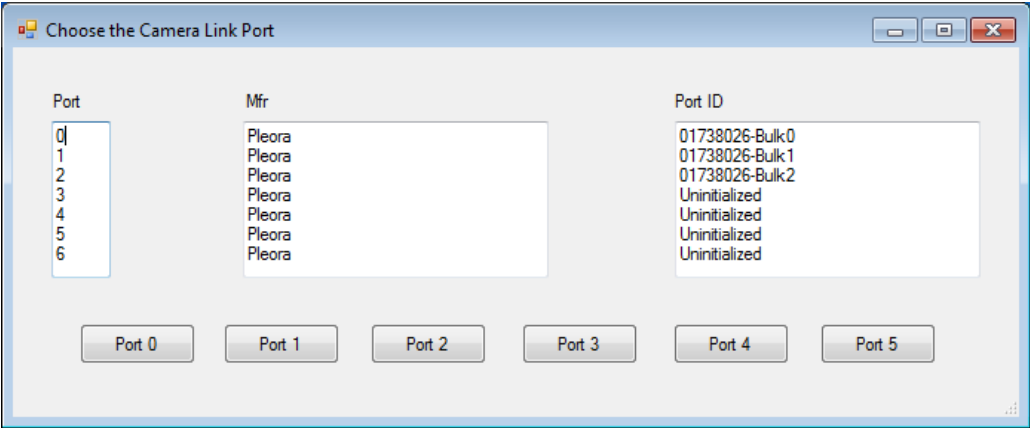 Choose the Camera Link Port
Port Mfr Port ID
0 Pleora 01738026-Bulk0
1 Pleora 01738026-Bulk1
2 Pleora 01738026-Bulk2
3 Pleora Uninitialized
4 Pleora Uninitialized
5 Pleora Uninitialized
6 Pleora Uninitialized
Port 0 Port 1 Port 2 Port 3 Port 4 Port 5